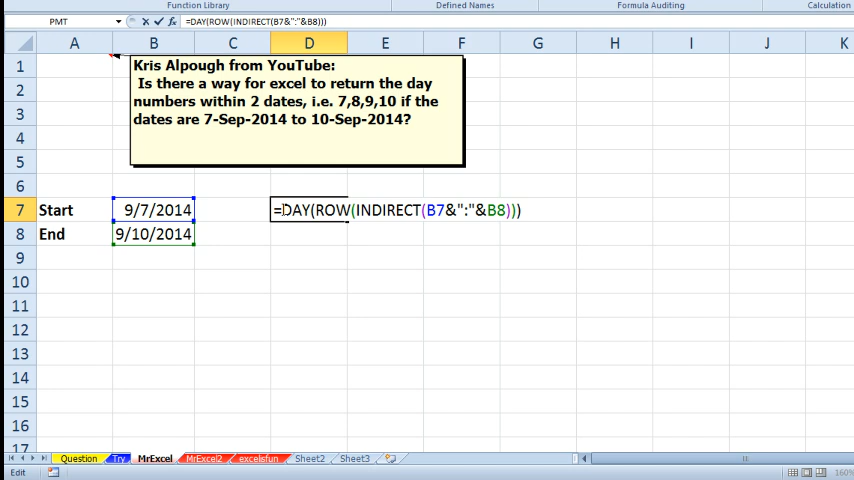 Function Library Defined Names Formula Auditing Calculation
PMT =DAY(ROW(INDIRECT(B7&":"&B8)))
A B C D E F G H I J K
1
2
3
4
5
6
Kris Alpough from YouTube:
Is there a way for excel to return the day
numbers within 2 dates, i.e. 7,8,9,10 if the
dates are 7-Sep-2014 to 10-Sep-2014?
7 Start 9/7/2014 =DAY(ROW(INDIRECT(B7&":"&B8)))
8 End 9/10/2014
9
10
11
12
13
14
15
16
17
Question Try MrExcel MrExcel2 excelisfun Sheet2 Sheet3
Edit 160%